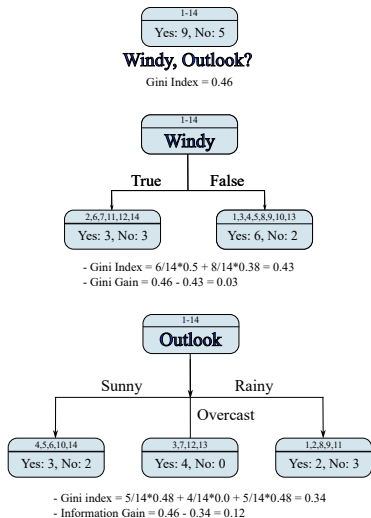 1-14
Yes: 9, No: 5
Windy, Outlook?
Gini Index = 0.46
1-14
Windy
True False
2,6,7,11,12,14 1,3,4,5,8,9,10,13
Yes: 3, No: 3 Yes: 6, No: 2
- Gini Index = 6/14*0.5 + 8/14*0.38 = 0.43
- Gini Gain = 0.46 - 0.43 = 0.03
1-14
Outlook
Sunny Rainy
Overcast
4,5,6,10,14 3,7,12,13 1,2,8,9,11
Yes: 3, No: 2 Yes: 4, No: 0 Yes: 2, No: 3
- Gini index = 5/14*0.48 + 4/14*0.0 + 5/14*0.48 = 0.34
- Information Gain = 0.46 - 0.34 = 0.12